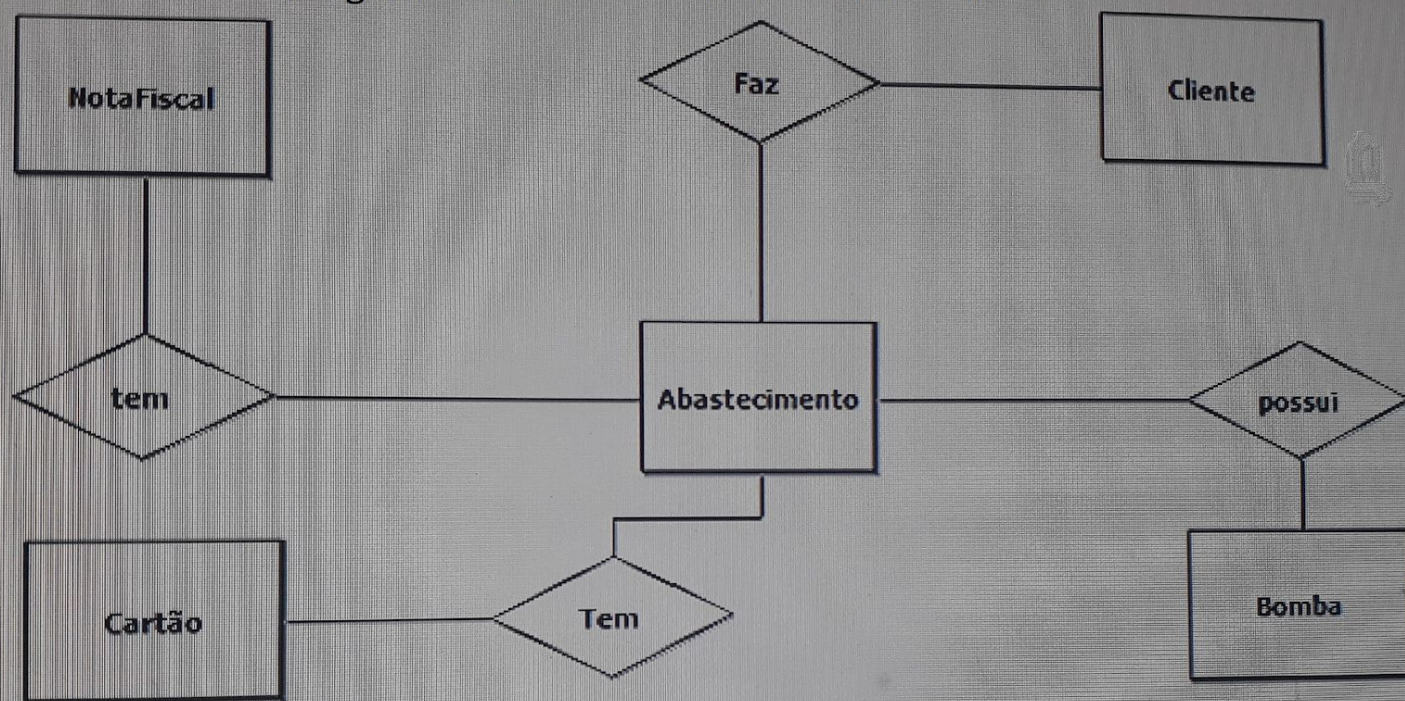 NotaFiscal
Faz
Cliente
tem
Abastecimento
possui
Cartão
Tem
Bomba